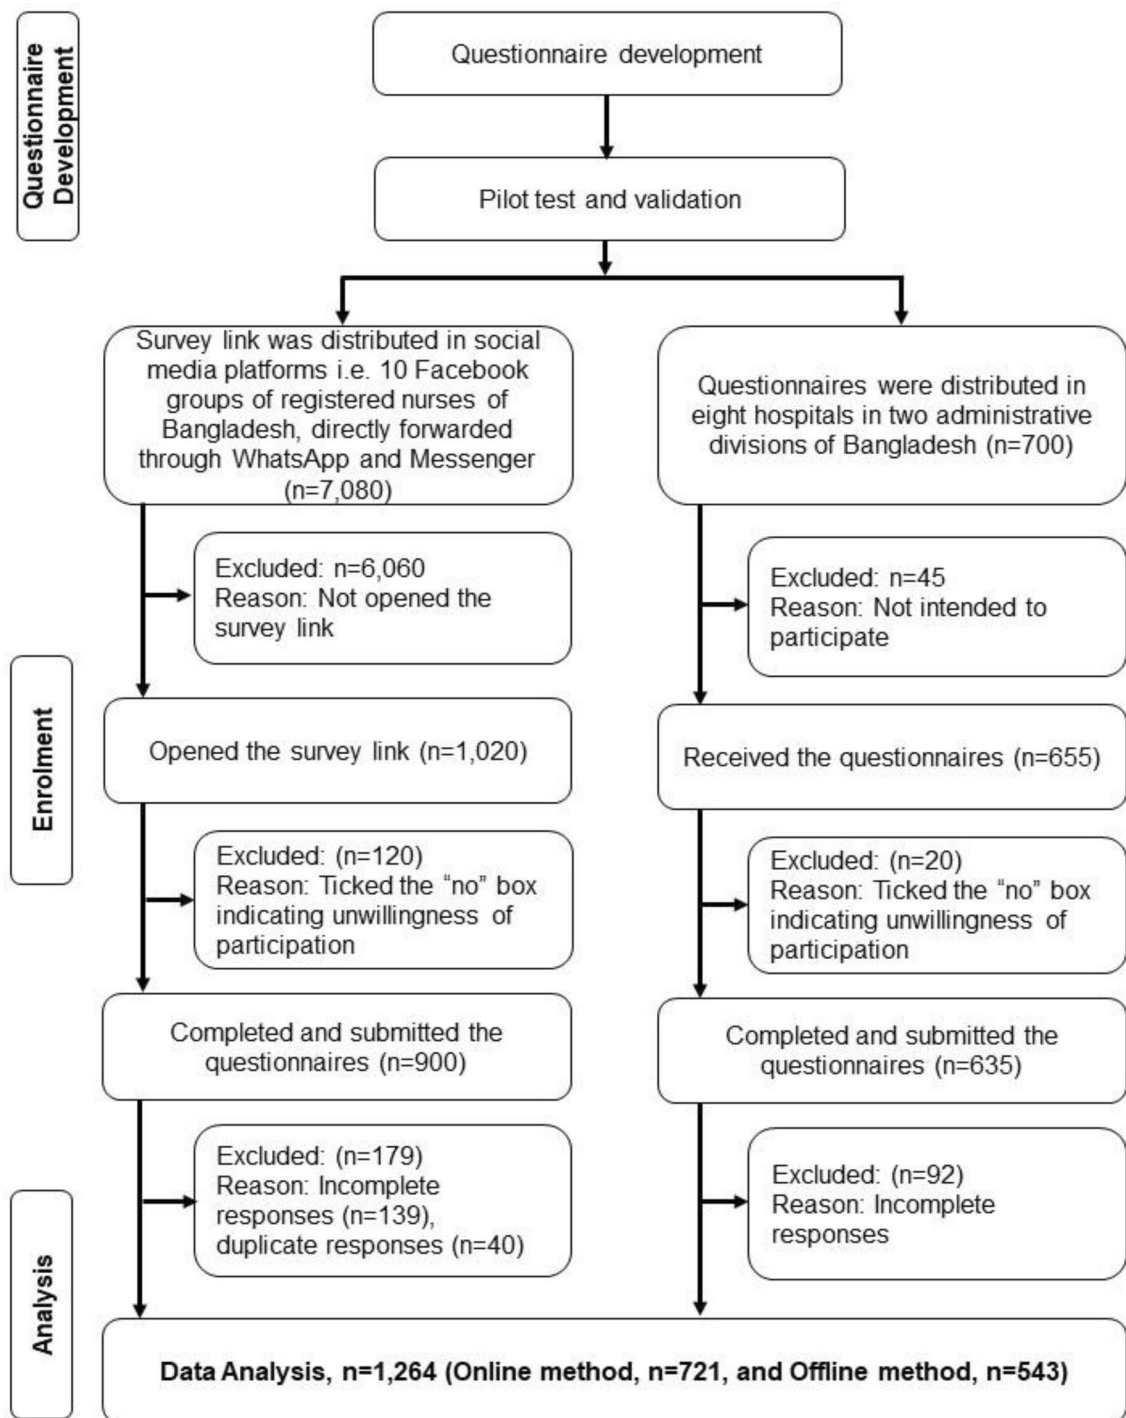 Questionnaire
Development
Questionnaire development
Pilot test and validation
Survey link was distributed in social
media platforms i.e. 10 Facebook
groups of registered nurses of
Bangladesh, directly forwarded
through WhatsApp and Messenger
(n=7,080)
Questionnaires were distributed in
eight hospitals in two administrative
divisions of Bangladesh (n=700)
Excluded: n=6,060
Reason: Not opened the
survey link
Excluded: n=45
Reason: Not intended to
participate
Enrolment
Opened the survey link (n=1,020)
Received the questionnaires (n=655)
Excluded: (n=120)
Reason: Ticked the “no” box
indicating unwillingness of
participation
Excluded: (n=20)
Reason: Ticked the “no” box
indicating unwillingness of
participation
Completed and submitted the
questionnaires (n=900)
Completed and submitted the
questionnaires (n=635)
Excluded: (n=179)
Reason: Incomplete
responses (n=139),
duplicate responses (n=40)
Excluded: (n=92)
Reason: Incomplete
responses
Analysis
Data Analysis, n=1,264 (Online method, n=721, and Offline method, n=543)